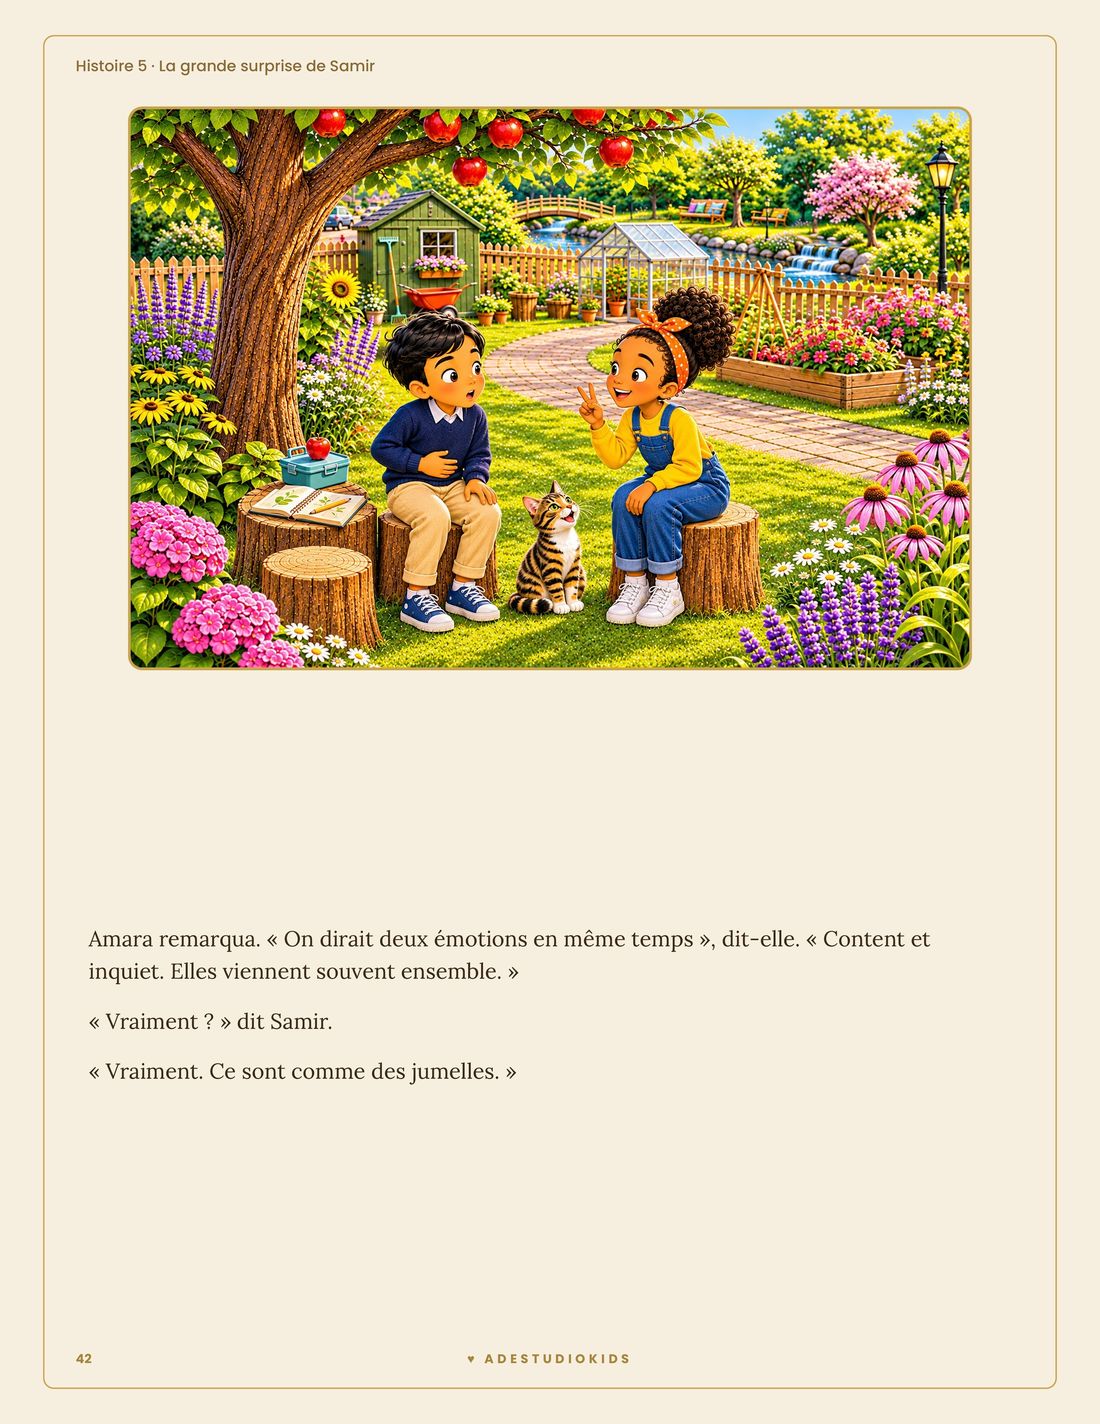 Histoire 5 · La grande surprise de Samir
Amara remarqua. « On dirait deux émotions en même temps », dit-elle. « Content et
inquiet. Elles viennent souvent ensemble. »
« Vraiment ? » dit Samir.
« Vraiment. Ce sont comme des jumelles. »
42
♥ ADESTUDIOKIDS